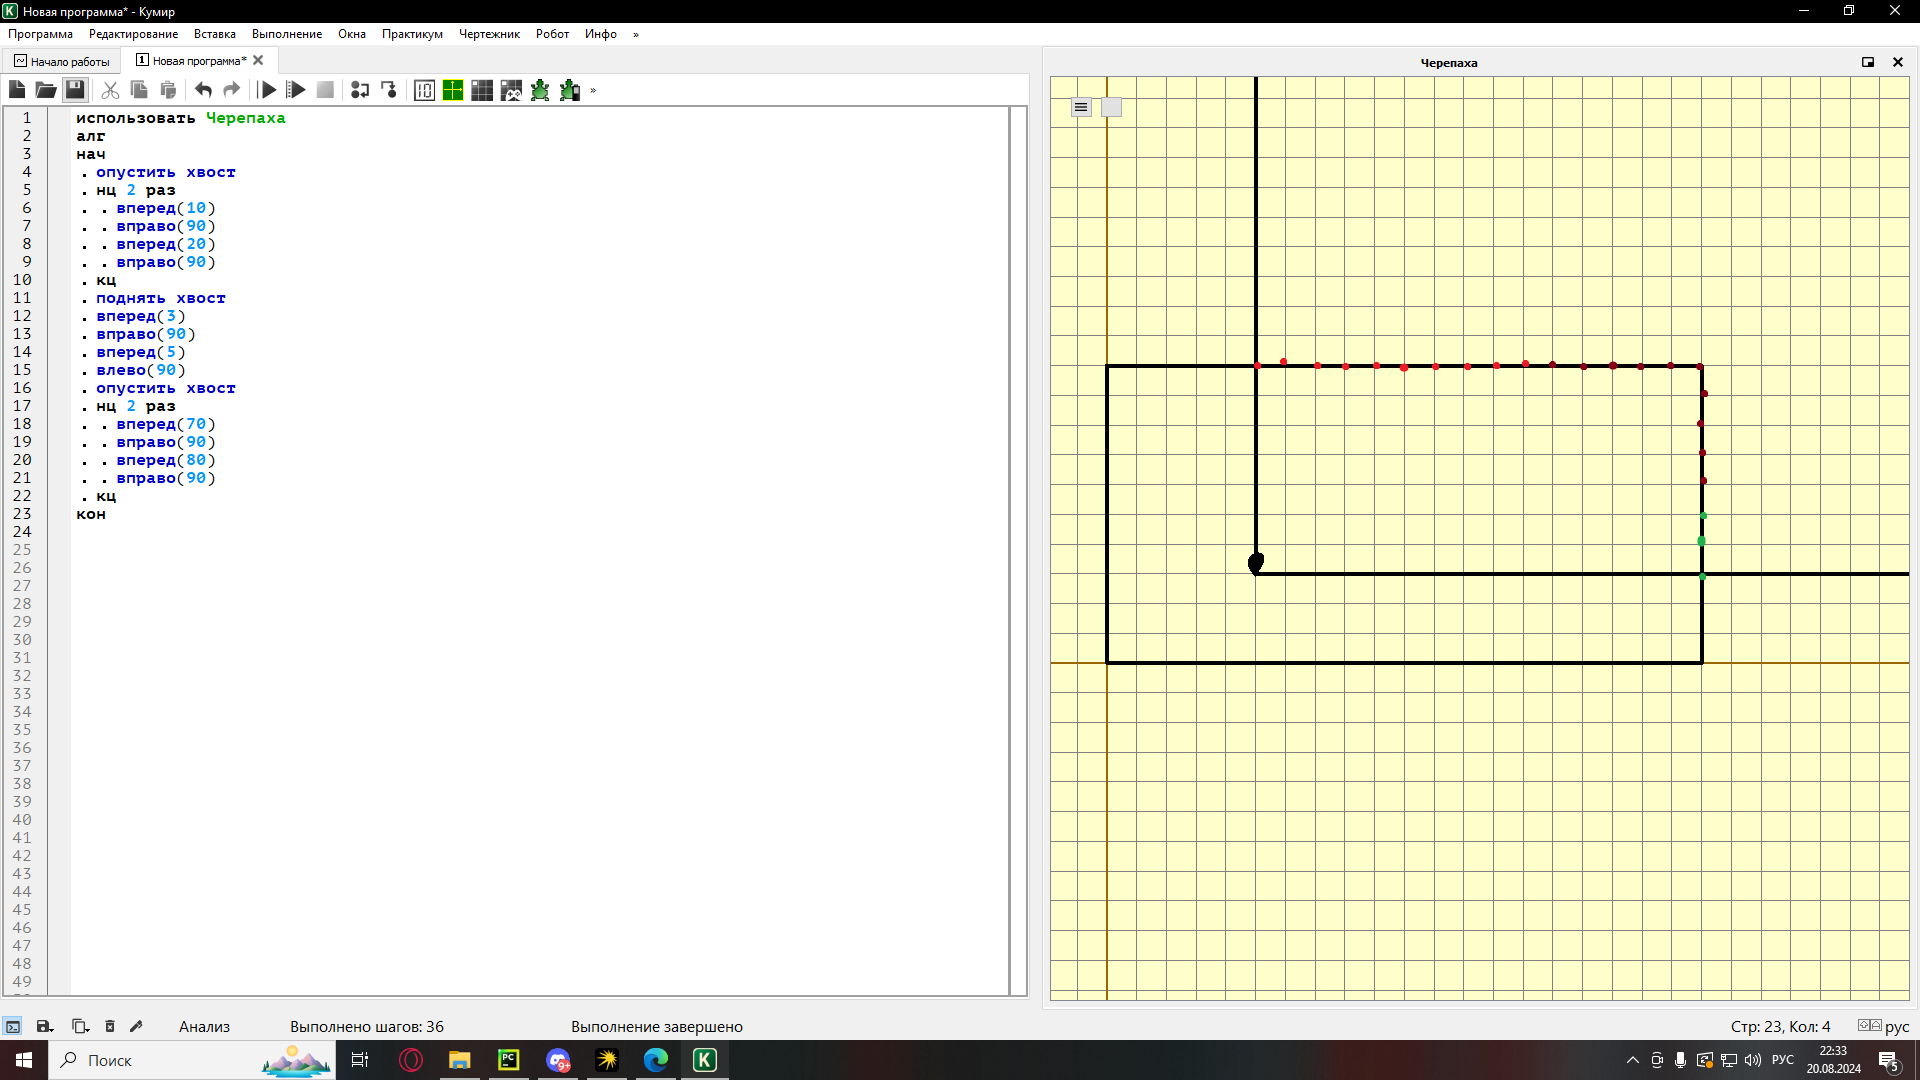 Новая программа* - Кумир
Программа Редактирование Вставка Выполнение Окна Практикум Чертежник Робот Инфо »
Начало работы
1 Новая программа*
Черепаха
»
1 использовать Черепаха
2 алг
3 нач
4 . опустить хвост
5 . нц 2 раз
6 . . вперед(10)
7 . . вправо(90)
8 . . вперед(20)
9 . . вправо(90)
10 . кц
11 . поднять хвост
12 . вперед(3)
13 . вправо(90)
14 . вперед(5)
15 . влево(90)
16 . опустить хвост
17 . нц 2 раз
18 . . вперед(70)
19 . . вправо(90)
20 . . вперед(80)
21 . . вправо(90)
22 . кц
23 кон
24
25
26
27
28
29
30
31
32
33
34
35
36
37
38
39
40
41
42
43
44
45
46
47
48
49
Анализ Выполнено шагов: 36 Выполнение завершено Стр: 23, Кол: 4 рус
Поиск
РУС
22:33
20.08.2024
5